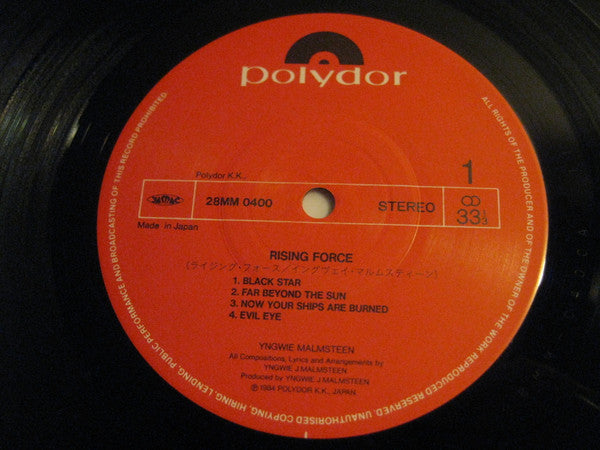 polydor
Polydor K.K.,
1
28MM 0400
STEREO
33 1/3
Made in Japan
RISING FORCE
(ライジング・フォース/イングヴェイ・マルムスティーン)
1. BLACK STAR
2. FAR BEYOND THE SUN
3. NOW YOUR SHIPS ARE BURNED
4. EVIL EYE
YNGWIE MALMSTEEN
All Compositions, Lyrics and Arrangements by
YNGWIE J MALMSTEEN
Produced by YNGWIE J MALMSTEEN
℗ 1984 POLYDOR K.K., JAPAN
ALL RIGHTS OF THE PRODUCER AND OF THE OWNER OF THE WORK REPRODUCED RESERVED. UNAUTHORISED COPYING, HIRING, LENDING, PUBLIC PERFORMANCE AND BROADCASTING OF THIS RECORD PROHIBITED